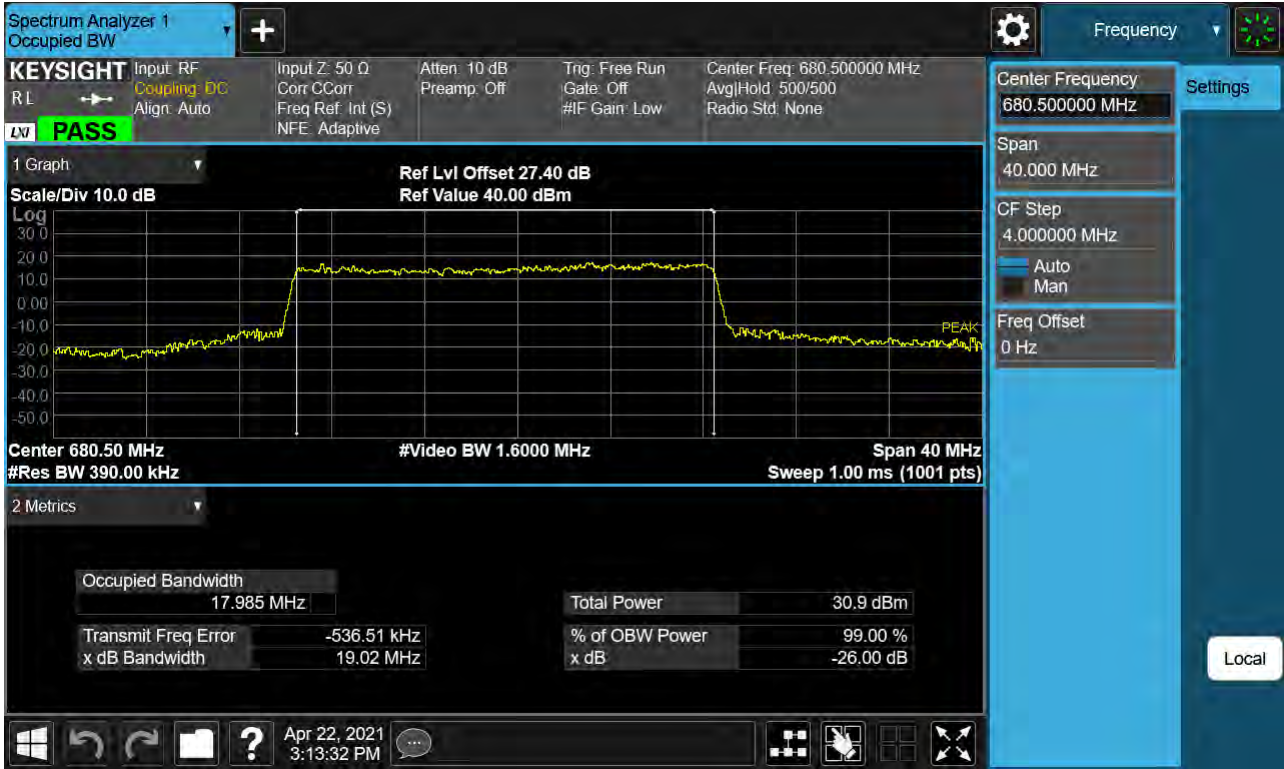 Spectrum Analyzer 1
Occupied BW
+
Frequency
KEYSIGHT
RL
LXI
PASS
Input: RF
Coupling: DC
Align: Auto
Input Z: 50 Ω
Corr CCorr
Freq Ref: Int (S)
NFE: Adaptive
Atten: 10 dB
Preamp: Off
Trig: Free Run
Gate: Off
#IF Gain: Low
Center Freq: 680.500000 MHz
Avg|Hold: 500/500
Radio Std: None
Center Frequency
680.500000 MHz
Settings
Span
40.000 MHz
CF Step
4.000000 MHz
Auto
Man
Freq Offset
0 Hz
Local
1 Graph
Scale/Div 10.0 dB
Ref Lvl Offset 27.40 dB
Ref Value 40.00 dBm
Log
30.0
20.0
10.0
0.00
-10.0
-20.0
-30.0
-40.0
-50.0
PEAK
Center 680.50 MHz
#Video BW 1.6000 MHz
Span 40 MHz
#Res BW 390.00 kHz
Sweep 1.00 ms (1001 pts)
2 Metrics
Occupied Bandwidth
17.985 MHz
Total Power 30.9 dBm
Transmit Freq Error -536.51 kHz
% of OBW Power 99.00 %
x dB Bandwidth 19.02 MHz
x dB -26.00 dB
?
Apr 22, 2021
3:13:32 PM